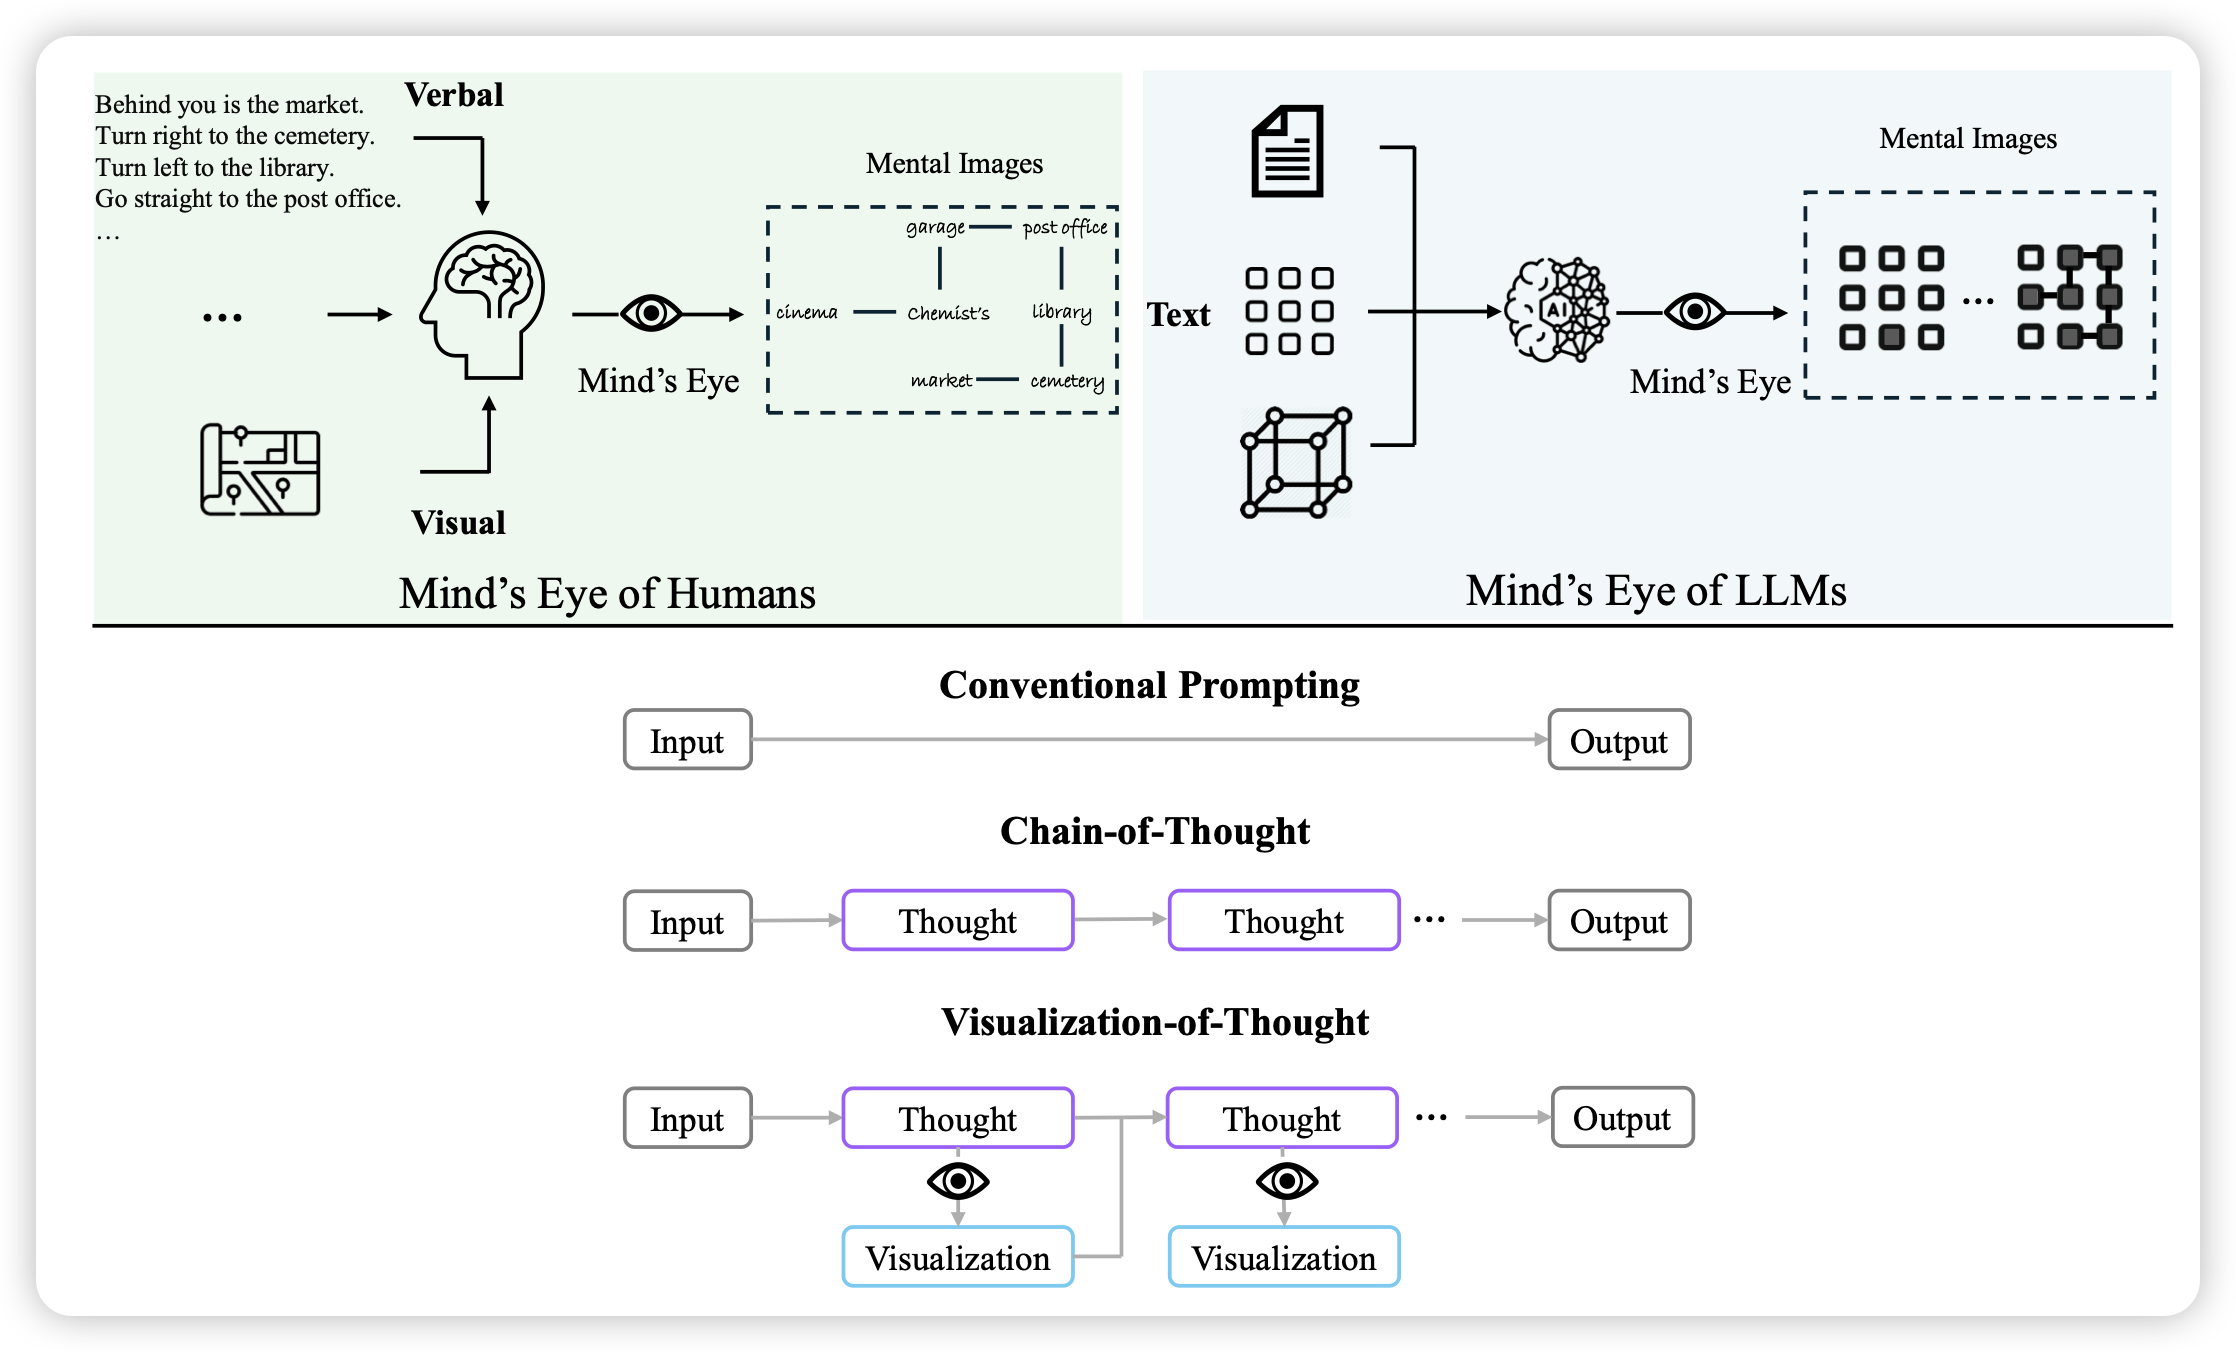 Behind you is the market.
Turn right to the cemetery.
Turn left to the library.
Go straight to the post office.
...
Verbal
...
Visual
Mind's Eye
Mental Images
garage post office
cinema Chemist's library
market cemetery
Mind's Eye of Humans
Text
AI
Mind's Eye
Mental Images
...
Mind's Eye of LLMs
Conventional Prompting
Input Output
Chain-of-Thought
Input Thought Thought ... Output
Visualization-of-Thought
Input Thought Thought ... Output
Visualization Visualization